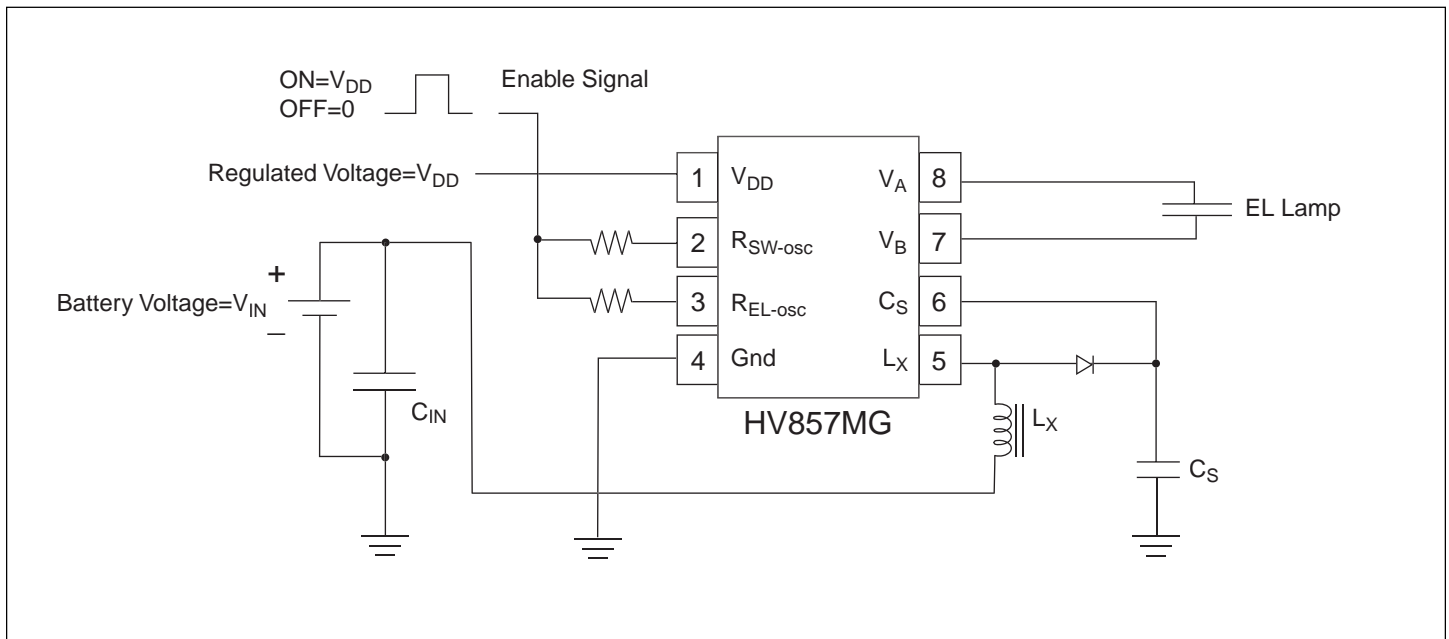 ON=VDD
OFF=0
Enable Signal
Regulated Voltage=VDD
Battery Voltage=VIN
+
–
CIN
1 VDD
2 RSW-osc
3 REL-osc
4 Gnd
VA 8
VB 7
CS 6
LX 5
HV857MG
EL Lamp
LX
CS